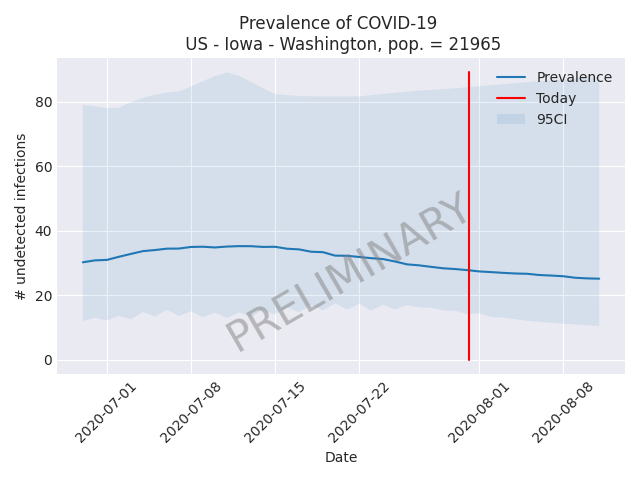 Prevalence of COVID-19
US - Iowa - Washington, pop. = 21965
Prevalence
Today
95CI
# undetected infections
80
60
40
20
0
PRELIMINARY
2020-07-01
2020-07-08
2020-07-15
2020-07-22
2020-08-01
2020-08-08
Date